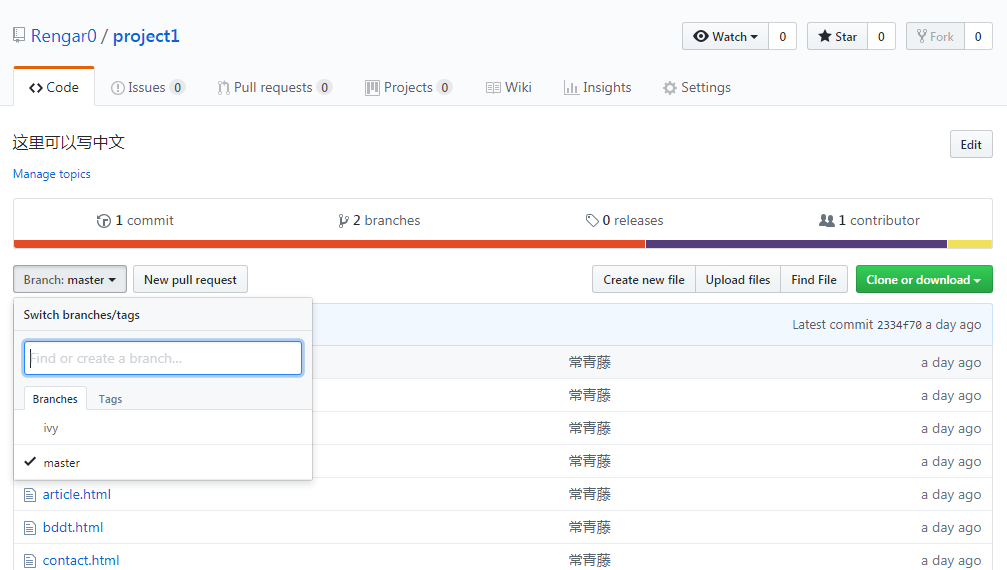 Rengar0 / project1 Watch 0 Star 0 Fork 0
Code Issues 0 Pull requests 0 Projects 0 Wiki Insights Settings
这里可以写中文 Edit
Manage topics
1 commit 2 branches 0 releases 1 contributor
Branch: master New pull request Create new file Upload files Find File Clone or download
Switch branches/tags Latest commit 2334f70 a day ago
Find or create a branch...
常青藤 a day ago
Branches Tags 常青藤 a day ago
ivy 常青藤 a day ago
master 常青藤 a day ago
article.html 常青藤 a day ago
bddt.html 常青藤 a day ago
contact.html 常青藤 a day ago